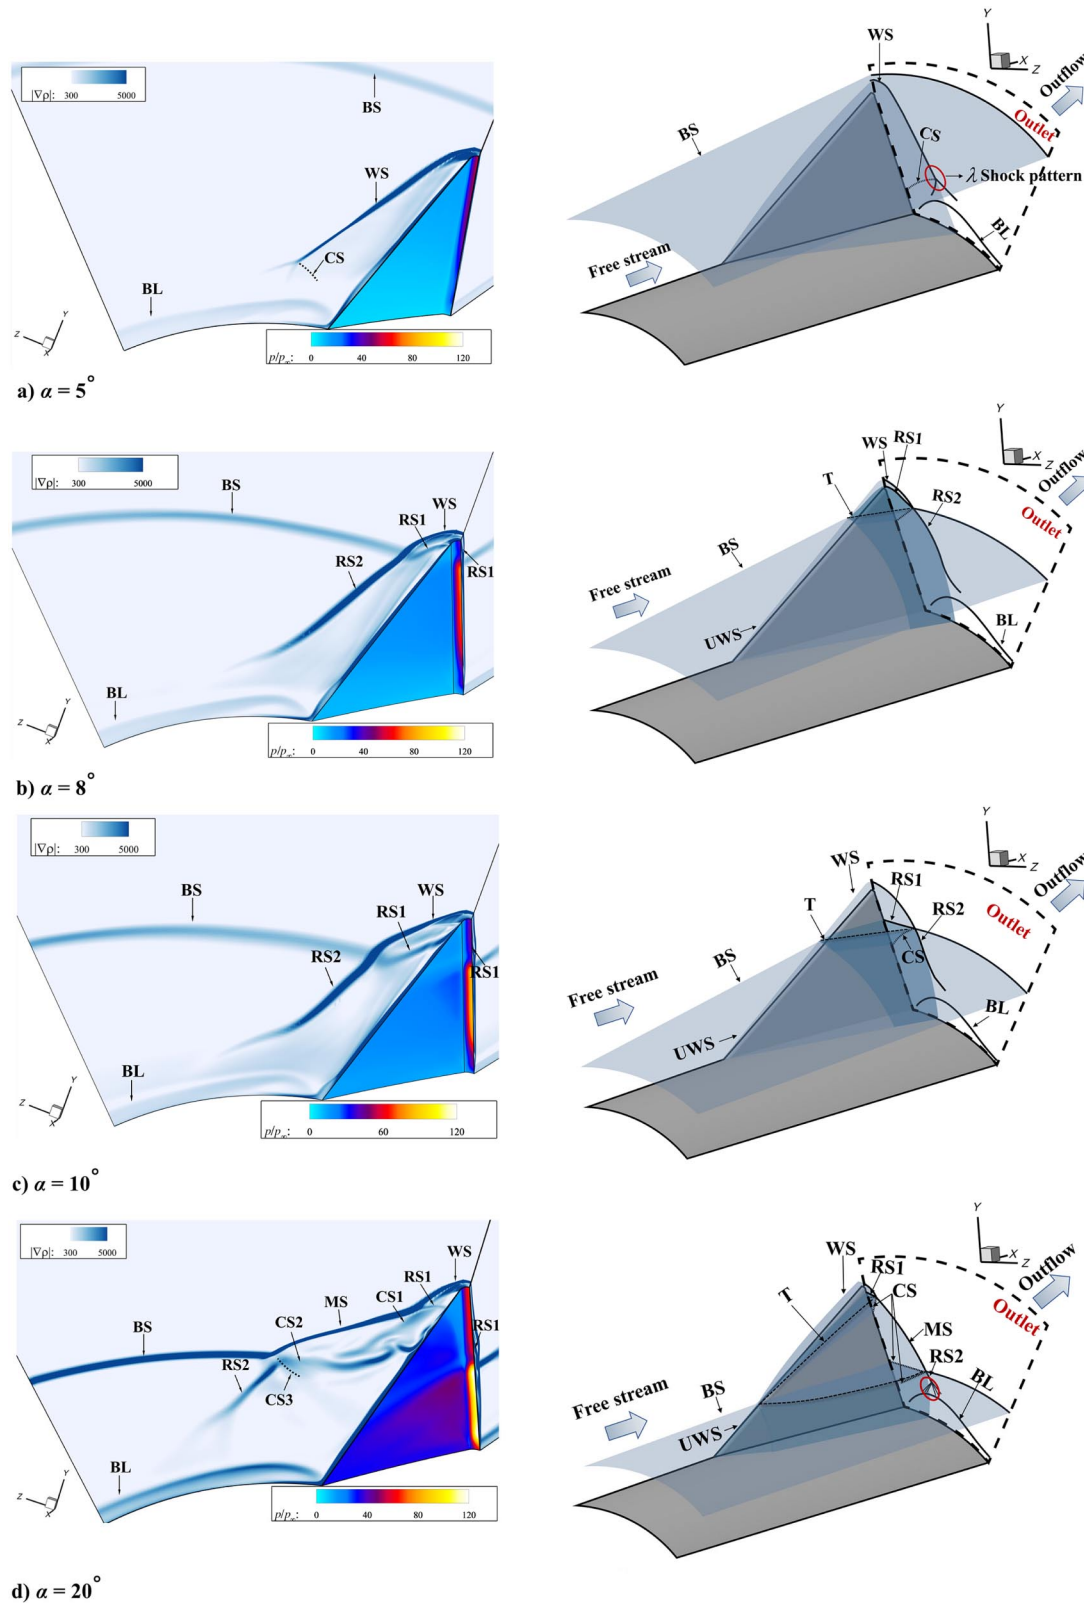 |∇ρ|: 300 5000
BS
WS
CS
BL
Z Y X
p/p∞: 0 40 80 120
WS
Y X Z
Outflow
Outlet
BS
CS
λ Shock pattern
BL
Free stream
a) α = 5°
300 5000
|∇ρ|:
BS
WS
RS1
RS2
RS1
BL
Z Y X
p/p∞: 0 40 80 120
Y X Z
WS RS1
Outflow
T
RS2
Outlet
BS
Free stream
UWS
BL
b) α = 8°
|∇ρ|: 300 5000
BS
WS
RS1
RS2
RS1
BL
Z Y X
p/p∞: 0 60 120
Y X Z
WS
RS1
Outflow
T
RS2
Outlet
BS
CS
Free stream
UWS
BL
c) α = 10°
|∇ρ|: 300 5000
WS
RS1
MS
CS1
BS
CS2
RS1
RS2
CS3
BL
Z Y X
p/p∞: 0 40 80 120
Y X Z
WS
RS1
CS
Outflow
T
Outlet
MS
RS2
BS
BL
Free stream
UWS
d) α = 20°